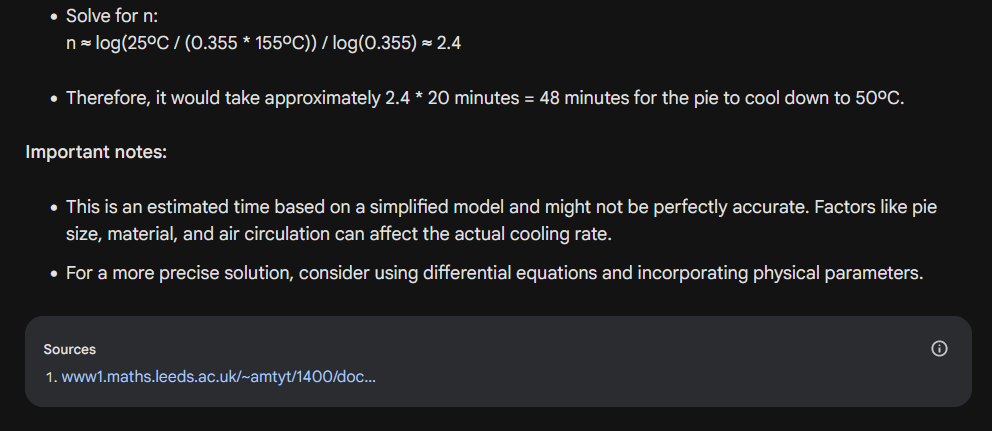 • Solve for n:
n ≈ log(25ºC / (0.355 * 155ºC)) / log(0.355) ≈ 2.4
• Therefore, it would take approximately 2.4 * 20 minutes = 48 minutes for the pie to cool down to 50ºC.
Important notes:
• This is an estimated time based on a simplified model and might not be perfectly accurate. Factors like pie
size, material, and air circulation can affect the actual cooling rate.
• For a more precise solution, consider using differential equations and incorporating physical parameters.
Sources
1. www1.maths.leeds.ac.uk/~amtyt/1400/doc...